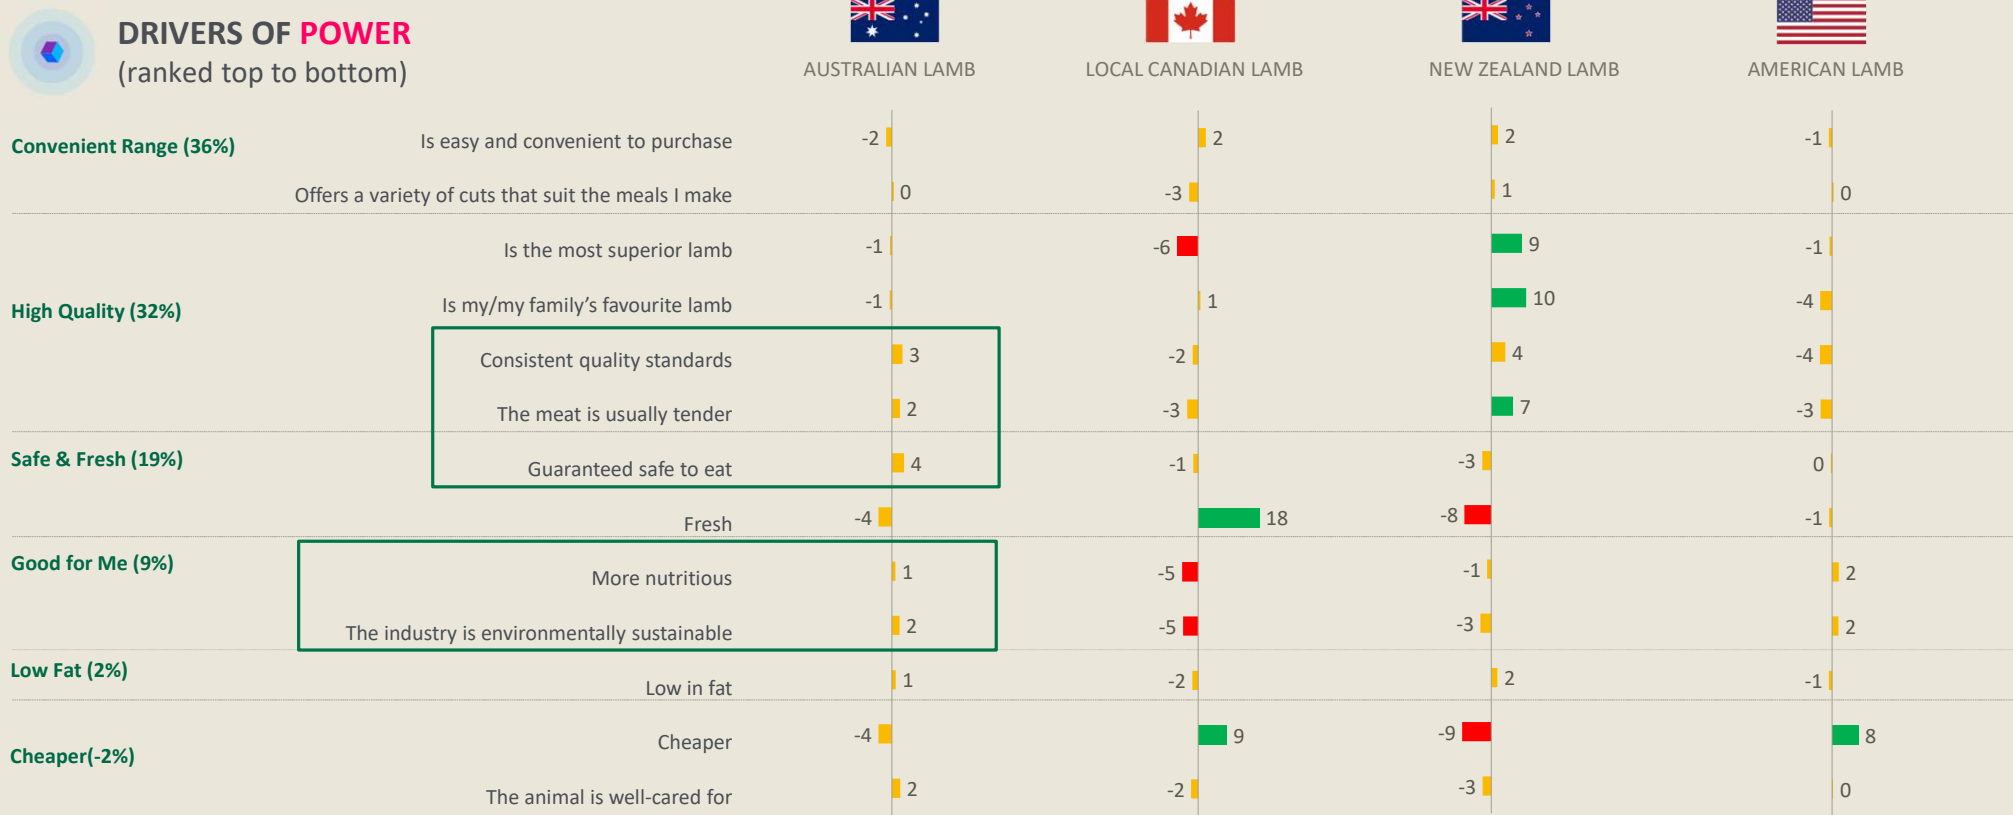 DRIVERS OF POWER
(ranked top to bottom)
AUSTRALIAN LAMB LOCAL CANADIAN LAMB NEW ZEALAND LAMB AMERICAN LAMB
Convenient Range (36%) Is easy and convenient to purchase -2 2 2 -1
Offers a variety of cuts that suit the meals I make 0 -3 1 0
Is the most superior lamb -1 -6 9 -1
High Quality (32%) Is my/my family's favourite lamb -1 1 10 -4
Consistent quality standards 3 -2 4 -4
The meat is usually tender 2 -3 7 -3
Safe & Fresh (19%) Guaranteed safe to eat 4 -1 -3 0
Fresh -4 18 -8 -1
Good for Me (9%) More nutritious 1 -5 -1 2
The industry is environmentally sustainable 2 -5 -3 2
Low Fat (2%) Low in fat 1 -2 2 -1
Cheaper -4 9 -9 8
Cheaper(-2%)
The animal is well-cared for 2 -2 -3 0